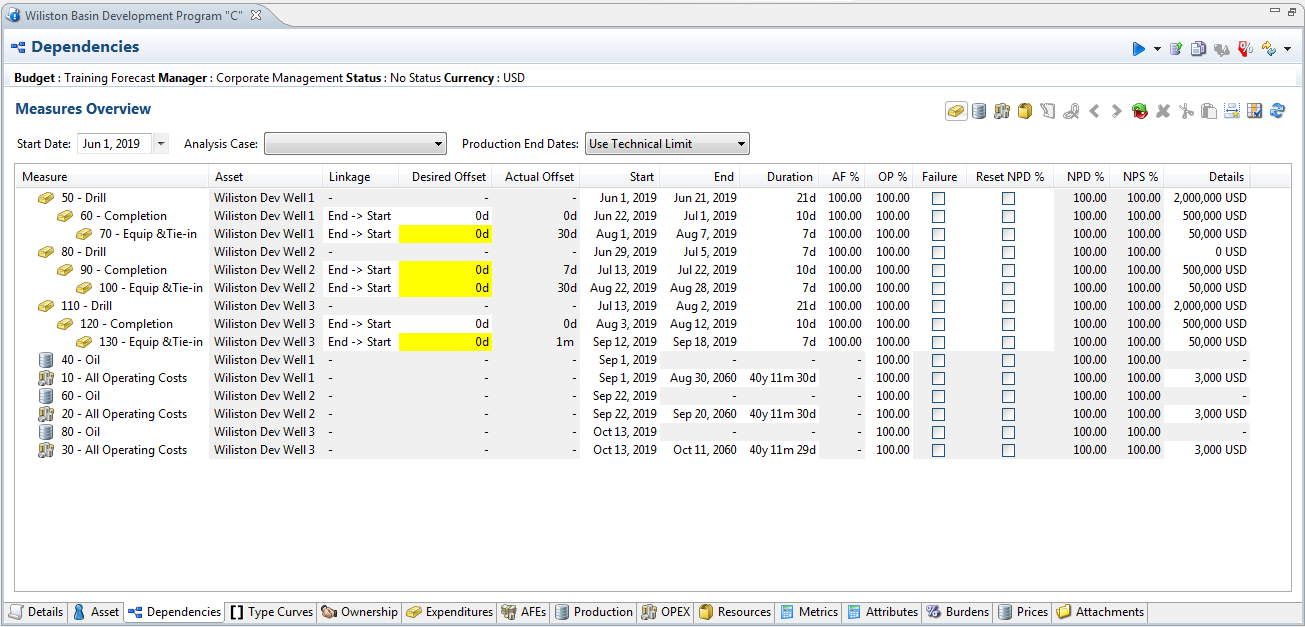 Wiliston Basin Development Program "C"
Dependencies
Budget : Training Forecast Manager : Corporate Management Status : No Status Currency : USD
Measures Overview
Start Date: Jun 1, 2019 Analysis Case: Production End Dates: Use Technical Limit
Measure Asset Linkage Desired Offset Actual Offset Start End Duration AF % OP % Failure Reset NPD % NPD % NPS % Details
50 - Drill Wiliston Dev Well 1 - - - Jun 1, 2019 Jun 21, 2019 21d 100.00 100.00 100.00 100.00 2,000,000 USD
60 - Completion Wiliston Dev Well 1 End -> Start 0d 0d Jun 22, 2019 Jul 1, 2019 10d 100.00 100.00 100.00 100.00 500,000 USD
70 - Equip &Tie-in Wiliston Dev Well 1 End -> Start 0d 30d Aug 1, 2019 Aug 7, 2019 7d 100.00 100.00 100.00 100.00 50,000 USD
80 - Drill Wiliston Dev Well 2 - - - Jun 29, 2019 Jul 5, 2019 7d 100.00 100.00 100.00 100.00 0 USD
90 - Completion Wiliston Dev Well 2 End -> Start 0d 7d Jul 13, 2019 Jul 22, 2019 10d 100.00 100.00 100.00 100.00 500,000 USD
100 - Equip &Tie-in Wiliston Dev Well 2 End -> Start 0d 30d Aug 22, 2019 Aug 28, 2019 7d 100.00 100.00 100.00 100.00 50,000 USD
110 - Drill Wiliston Dev Well 3 - - - Jul 13, 2019 Aug 2, 2019 21d 100.00 100.00 100.00 100.00 2,000,000 USD
120 - Completion Wiliston Dev Well 3 End -> Start 0d 0d Aug 3, 2019 Aug 12, 2019 10d 100.00 100.00 100.00 100.00 500,000 USD
130 - Equip &Tie-in Wiliston Dev Well 3 End -> Start 0d 1m Sep 12, 2019 Sep 18, 2019 7d 100.00 100.00 100.00 100.00 50,000 USD
40 - Oil Wiliston Dev Well 1 - - - Sep 1, 2019 - - - 100.00 100.00 100.00 -
10 - All Operating Costs Wiliston Dev Well 1 - - - Sep 1, 2019 Aug 30, 2060 40y 11m 30d - 100.00 100.00 100.00 3,000 USD
60 - Oil Wiliston Dev Well 2 - - - Sep 22, 2019 - - - 100.00 100.00 100.00 -
20 - All Operating Costs Wiliston Dev Well 2 - - - Sep 22, 2019 Sep 20, 2060 40y 11m 30d - 100.00 100.00 100.00 3,000 USD
80 - Oil Wiliston Dev Well 3 - - - Oct 13, 2019 - - - 100.00 100.00 100.00 -
30 - All Operating Costs Wiliston Dev Well 3 - - - Oct 13, 2019 Oct 11, 2060 40y 11m 29d - 100.00 100.00 100.00 3,000 USD
Details Asset Dependencies Type Curves Ownership Expenditures AFEs Production OPEX Resources Metrics Attributes Burdens Prices Attachments